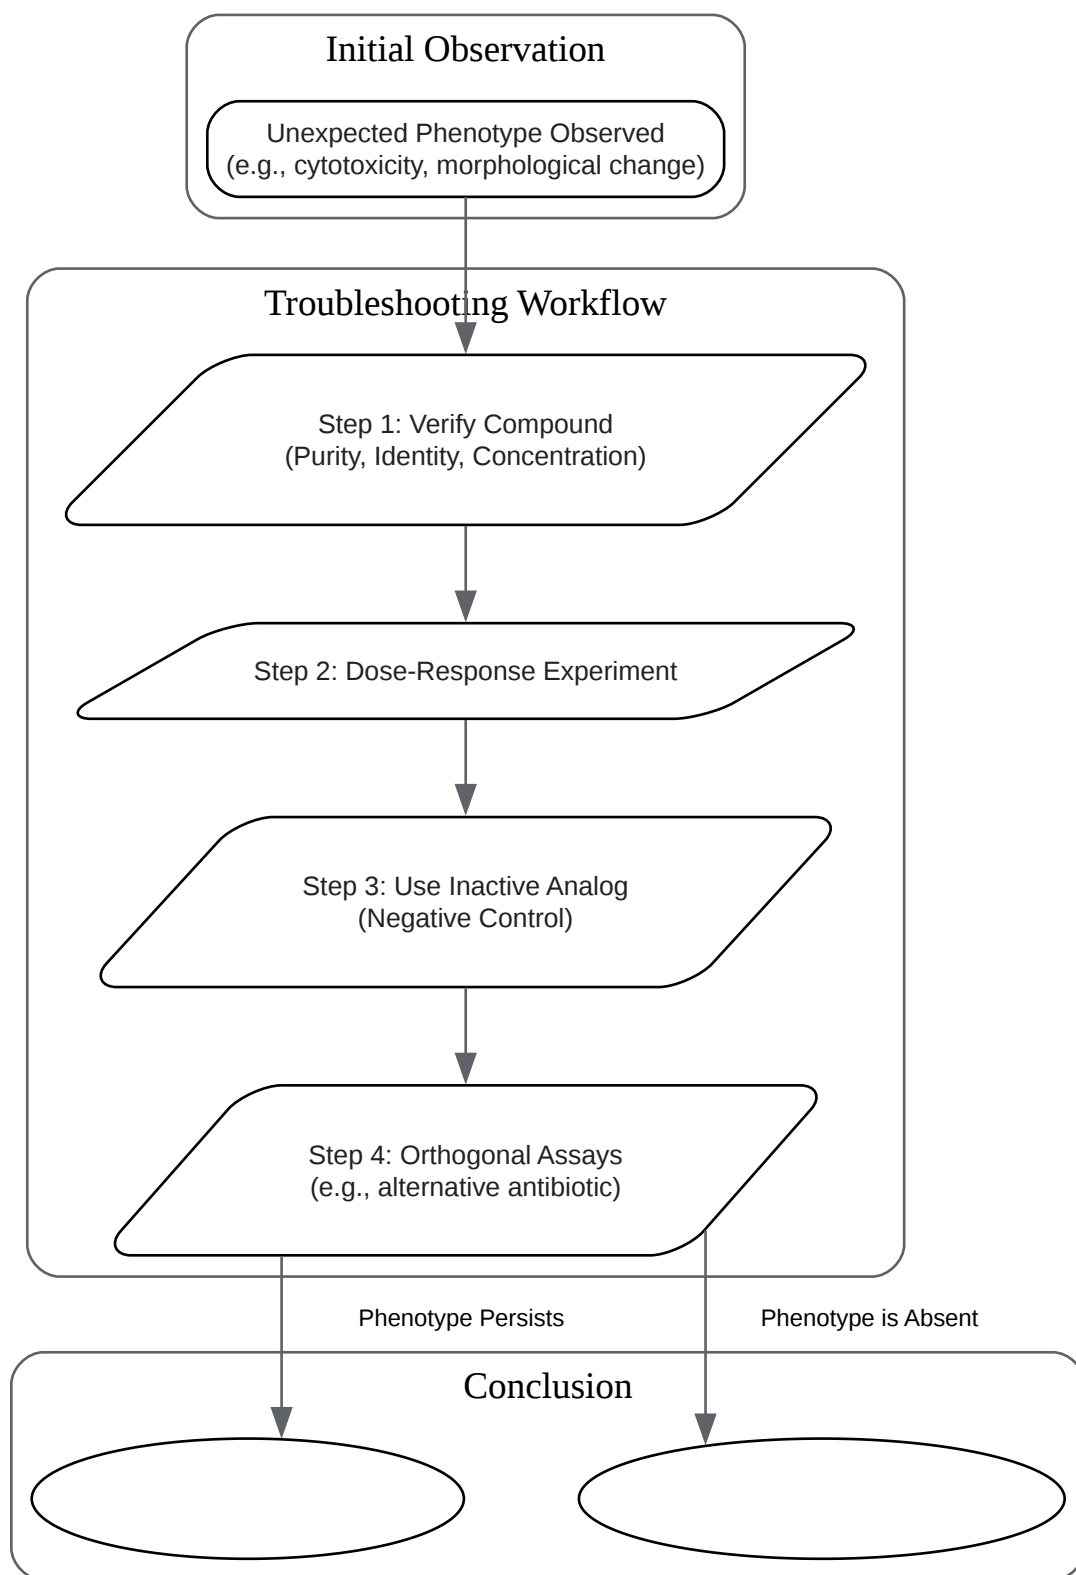 Initial Observation
Unexpected Phenotype Observed
(e.g., cytotoxicity, morphological change)
Troubleshooting Workflow
Step 1: Verify Compound
(Purity, Identity, Concentration)
Step 2: Dose-Response Experiment
Step 3: Use Inactive Analog
(Negative Control)
Step 4: Orthogonal Assays
(e.g., alternative antibiotic)
Phenotype Persists
Phenotype is Absent
Conclusion